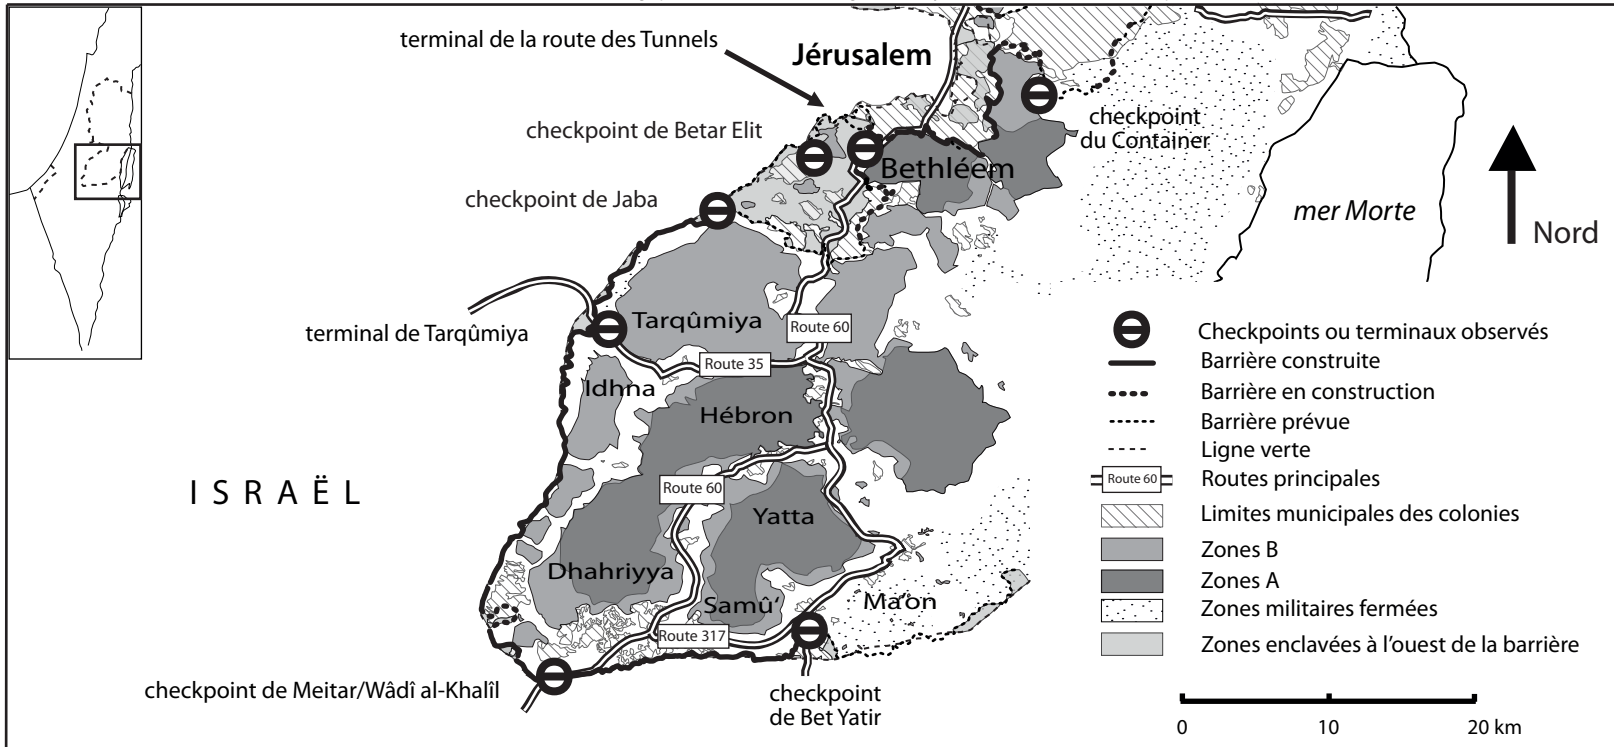 terminal de la route des Tunnels
Jérusalem
checkpoint de Betar Elit
checkpoint
du Container
Bethléem
checkpoint de Jaba
mer Morte
Nord
terminal de Tarqûmiya
Tarqûmiya
Route 60
Route 35
Idhna
Hébron
ISRAËL
Route 60
Yatta
Dhahriyya
Samû‘
Ma‘on
Route 317
checkpoint de Meitar/Wâdî al-Khalîl
checkpoint
de Bet Yatir
Checkpoints ou terminaux observés
Barrière construite
Barrière en construction
Barrière prévue
Ligne verte
Route 60
Routes principales
Limites municipales des colonies
Zones B
Zones A
Zones militaires fermées
Zones enclavées à l’ouest de la barrière
0 10 20 km